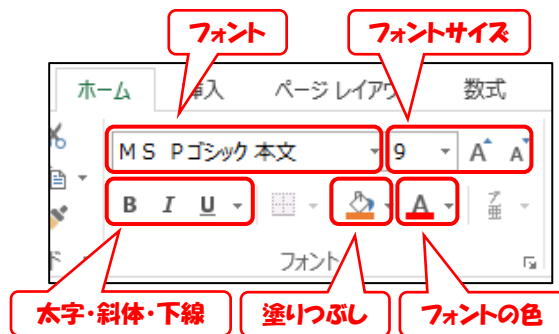 フォント フォントサイズ
ホーム 挿入 ページ レイアウ 数式
ＭＳ Ｐゴシック 本文 9 A A
B I U A ア亜
フォント
太字・斜体・下線 塗りつぶし フォントの色